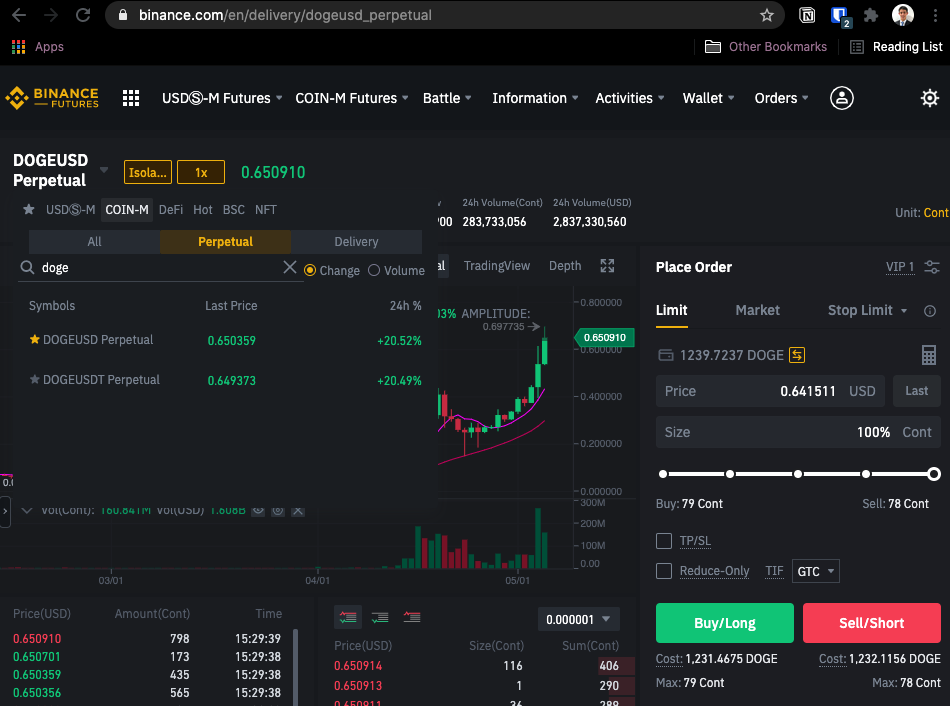 binance.com/en/delivery/dogeusd_perpetual
2
Apps
Other Bookmarks
Reading List
BINANCE
FUTURES
USDⓈ-M Futures
COIN-M Futures
Battle
Information
Activities
Wallet
Orders
DOGEUSD
Perpetual
Isola...
1x
0.650910
USDⓈ-M COIN-M DeFi Hot BSC NFT
24h Volume(Cont) 24h Volume(USD)
283,733,056 2,837,330,560
Unit: Cont
All Perpetual Delivery
doge
Change Volume
TradingView Depth
Symbols Last Price 24h %
DOGEUSD Perpetual 0.650359 +20.52%
DOGEUSDT Perpetual 0.649373 +20.49%
03% AMPLITUDE:
0.697735
0.800000
0.650910
0.600000
0.400000
0.200000
0.000000
Vol(Cont): 160.841M Vol(USD) 1.608B
300M
200M
100M
0.00
03/01 04/01 05/01
Place Order
VIP 1
Limit Market Stop Limit
1239.7237 DOGE
Price 0.641511 USD Last
Size 100% Cont
Buy: 79 Cont Sell: 78 Cont
TP/SL
Reduce-Only TIF GTC
Buy/Long Sell/Short
Cost: 1,231.4675 DOGE Cost: 1,232.1156 DOGE
Max: 79 Cont Max: 78 Cont
Price(USD) Amount(Cont) Time
0.650910 798 15:29:39
0.650701 173 15:29:38
0.650359 435 15:29:38
0.650356 565 15:29:38
0.000001
Price(USD) Size(Cont) Sum(Cont)
0.650914 116 406
0.650913 1 290
0.650911 36 289